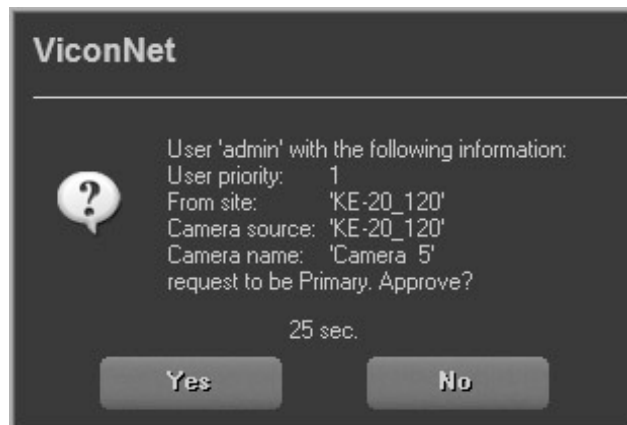 ViconNet
?
User 'admin' with the following information:
User priority: 1
From site: 'KE-20_120'
Camera source: 'KE-20_120'
Camera name: 'Camera 5'
request to be Primary. Approve?
25 sec.
Yes No